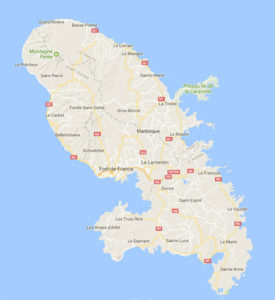 Grand'Rivière
Basse-Pointe
Le Lorrain
Le Marigot
Montagne
Pelée
Le Prêcheur
Saint-Pierre
Sainte-Marie
Presqu'île de
la Caravelle
La Trinité
Fonds-Saint-Denis
Gros-Morne
Le Carbet
Martinique
Bellefontaine
Le Robert
Schoelcher
Le Lamentin
Fort-de-France
Le François
Ducos
Saint-Esprit
Le Vauclin
Les Trois-Îlets
Les Anses-d'Arlet
Le Diamant
Sainte-Luce
Le Marin
Sainte-Anne